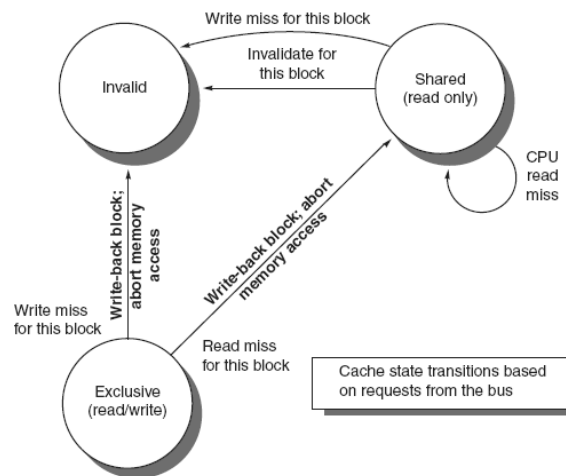 Write miss for this block
Invalidate for
this block
Invalid
Shared
(read only)
CPU
read
miss
Write-back block;
abort memory
access
Write-back block; abort
memory access
Write miss
for this block
Read miss
for this block
Exclusive
(read/write)
Cache state transitions based
on requests from the bus